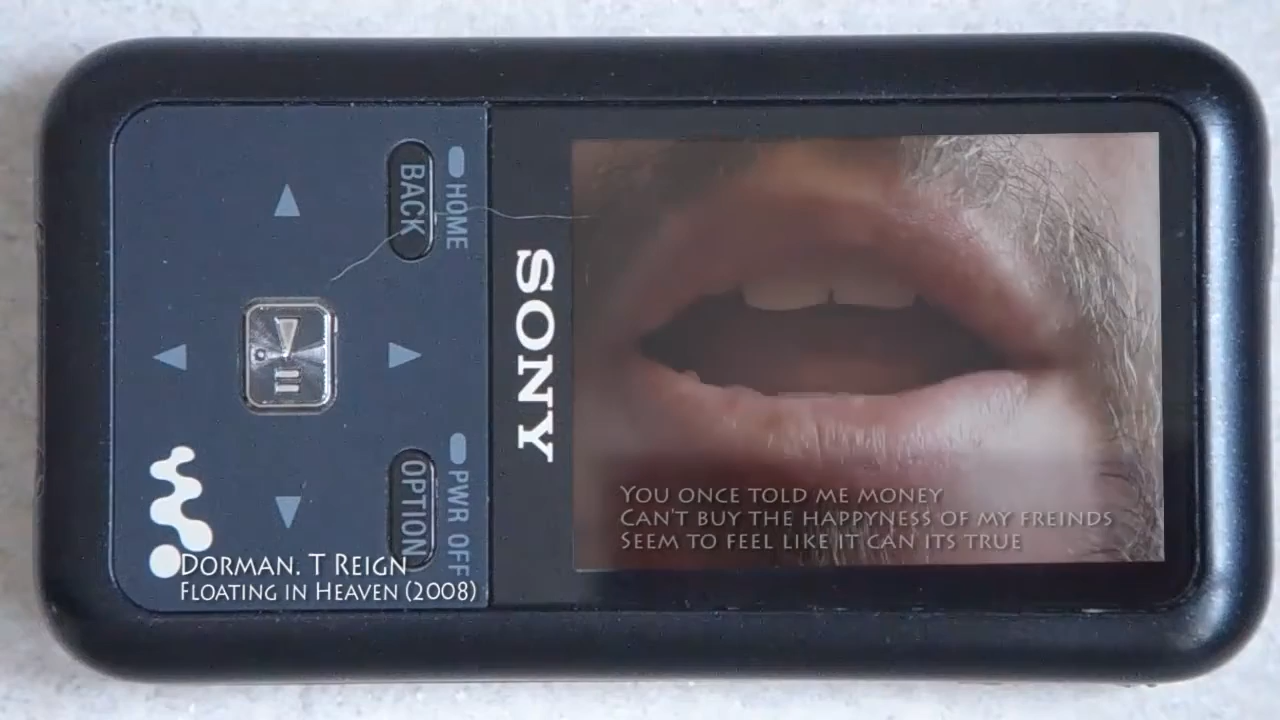 BACK
HOME
SONY
OPTION
PWR OFF
YOU ONCE TOLD ME MONEY
CAN'T BUY THE HAPPYNESS OF MY FREINDS
SEEM TO FEEL LIKE IT CAN ITS TRUE
DORMAN. T REIGN
FLOATING IN HEAVEN (2008)